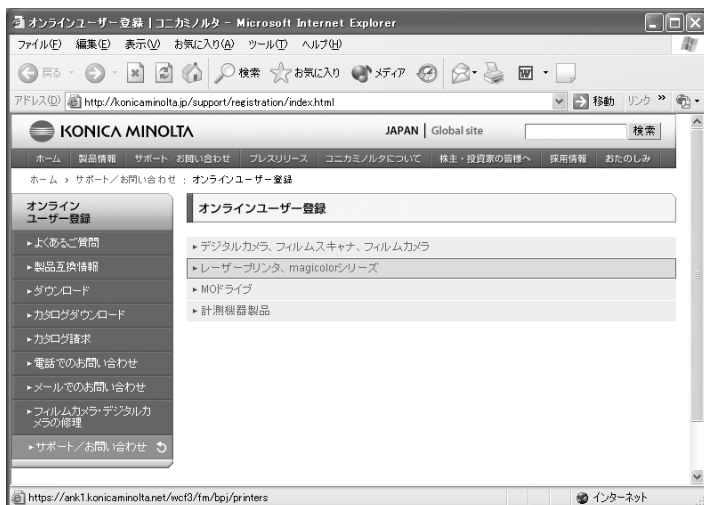 オンラインユーザー登録 | コニカミノルタ - Microsoft Internet Explorer
ファイル(F) 編集(E) 表示(V) お気に入り(A) ツール(T) ヘルプ(H)
戻る 検索 お気に入り メディア
アドレス(D) http://konicaminolta.jp/support/registration/index.html 移動 リンク »
KONICA MINOLTA JAPAN | Global site 検索
ホーム 製品情報 サポート/お問い合わせ プレスリリース コニカミノルタについて 株主・投資家の皆様へ 採用情報 おたのしみ
ホーム > サポート/お問い合わせ : オンラインユーザー登録
オンライン
ユーザー登録
よくあるご質問
製品互換情報
ダウンロード
カタログダウンロード
カタログ請求
電話でのお問い合わせ
メールでのお問い合わせ
フィルムカメラ・デジタルカ
メラの修理
サポート/お問い合わせ
オンラインユーザー登録
デジタルカメラ、フィルムスキャナ、フィルムカメラ
レーザープリンタ、magicolorシリーズ
MOドライブ
計測機器製品
https://ank1.konicaminolta.net/wcf3/fm/bpj/printers インターネット